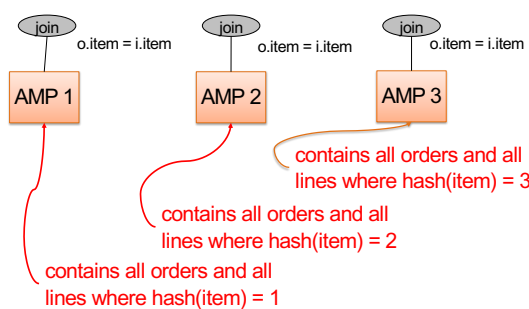 join
join
join
o.item = i.item
o.item = i.item
o.item = i.item
AMP 1
AMP 2
AMP 3
contains all orders and all
lines where hash(item) = 3
contains all orders and all
lines where hash(item) = 2
contains all orders and all
lines where hash(item) = 1